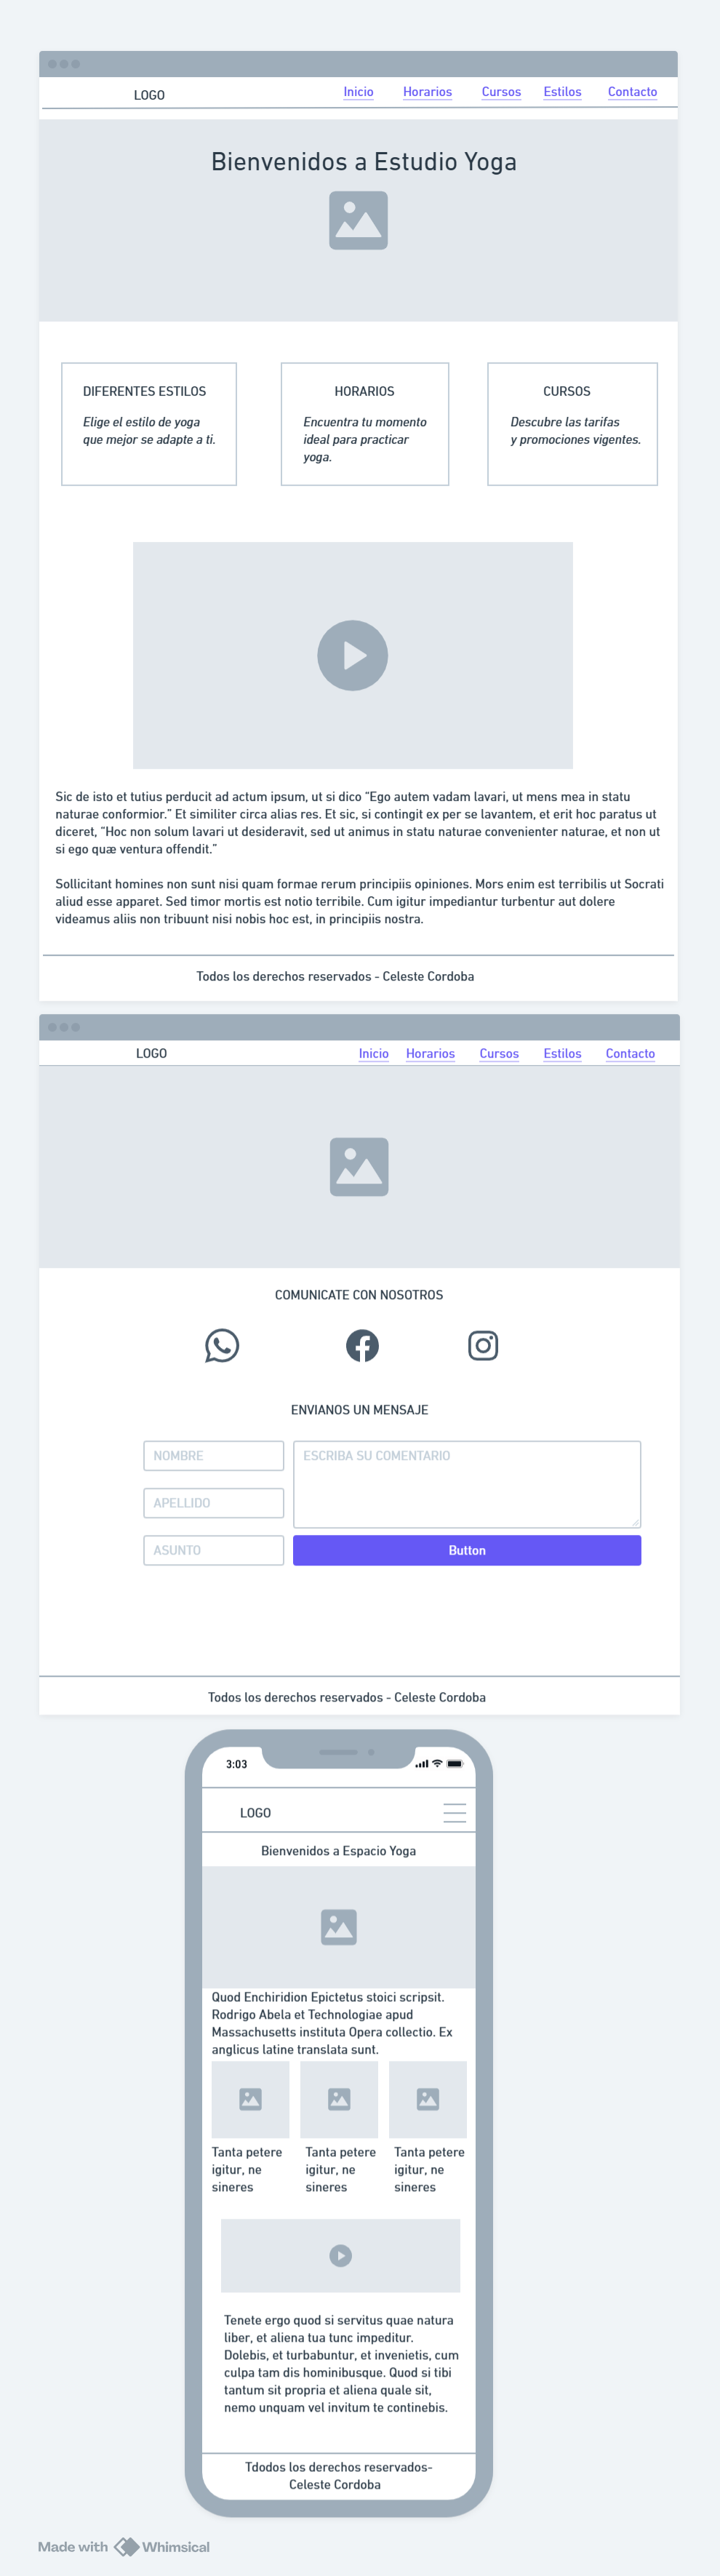 LOGO Inicio Horarios Cursos Estilos Contacto
Bienvenidos a Estudio Yoga
DIFERENTES ESTILOS
Elige el estilo de yoga
que mejor se adapte a ti.
HORARIOS
Encuentra tu momento
ideal para practicar
yoga.
CURSOS
Descubre las tarifas
y promociones vigentes.
Sic de isto et tutius perducit ad actum ipsum, ut si dico "Ego autem vadam lavari, ut mens mea in statu
naturae conformior." Et similiter circa alias res. Et sic, si contingit ex per se lavantem, et erit hoc paratus ut
diceret, "Hoc non solum lavari ut desideravit, sed ut animus in statu naturae convenienter naturae, et non ut
si ego quæ ventura offendit."
Sollicitant homines non sunt nisi quam formae rerum principiis opiniones. Mors enim est terribilis ut Socrati
aliud esse apparet. Sed timor mortis est notio terribile. Cum igitur impediantur turbentur aut dolere
videamus aliis non tribuunt nisi nobis hoc est, in principiis nostra.
Todos los derechos reservados - Celeste Cordoba
LOGO Inicio Horarios Cursos Estilos Contacto
COMUNICATE CON NOSOTROS
ENVIANOS UN MENSAJE
NOMBRE
APELLIDO
ASUNTO
ESCRIBA SU COMENTARIO
Button
Todos los derechos reservados - Celeste Cordoba
3:03
LOGO
Bienvenidos a Espacio Yoga
Quod Enchiridion Epictetus stoici scripsit.
Rodrigo Abela et Technologiae apud
Massachusetts instituta Opera collectio. Ex
anglicus latine translata sunt.
Tanta petere
igitur, ne
sineres
Tanta petere
igitur, ne
sineres
Tanta petere
igitur, ne
sineres
Tenete ergo quod si servitus quae natura
liber, et aliena tua tunc impeditur.
Dolebis, et turbabuntur, et invenietis, cum
culpa tam dis hominibusque. Quod si tibi
tantum sit propria et aliena quale sit,
nemo unquam vel invitum te continebis.
Tdodos los derechos reservados-
Celeste Cordoba
Made with Whimsical